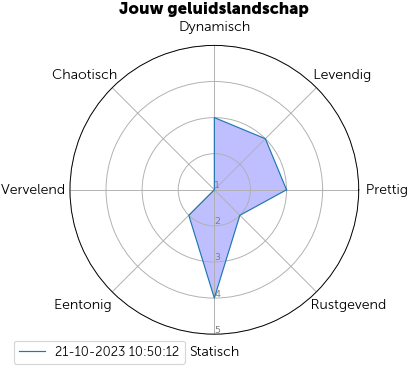 Jouw geluidslandschap
Dynamisch
Chaotisch
Levendig
Vervelend
1
Prettig
2
3
4
Eentonig
Rustgevend
5
21-10-2023 10:50:12
Statisch